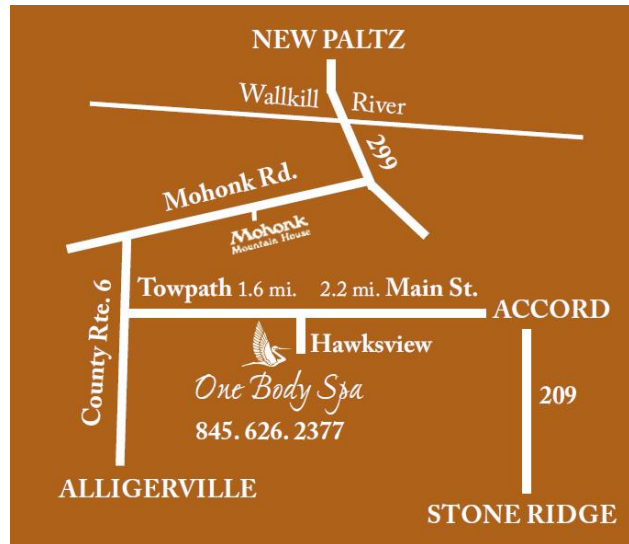 NEW PALTZ
Wallkill River
299
Mohonk Rd.
Mohonk
Mountain House
County Rte. 6
Towpath 1.6 mi. 2.2 mi. Main St.
ACCORD
Hawksview
One Body Spa
845. 626. 2377
209
ALLIGERVILLE
STONE RIDGE